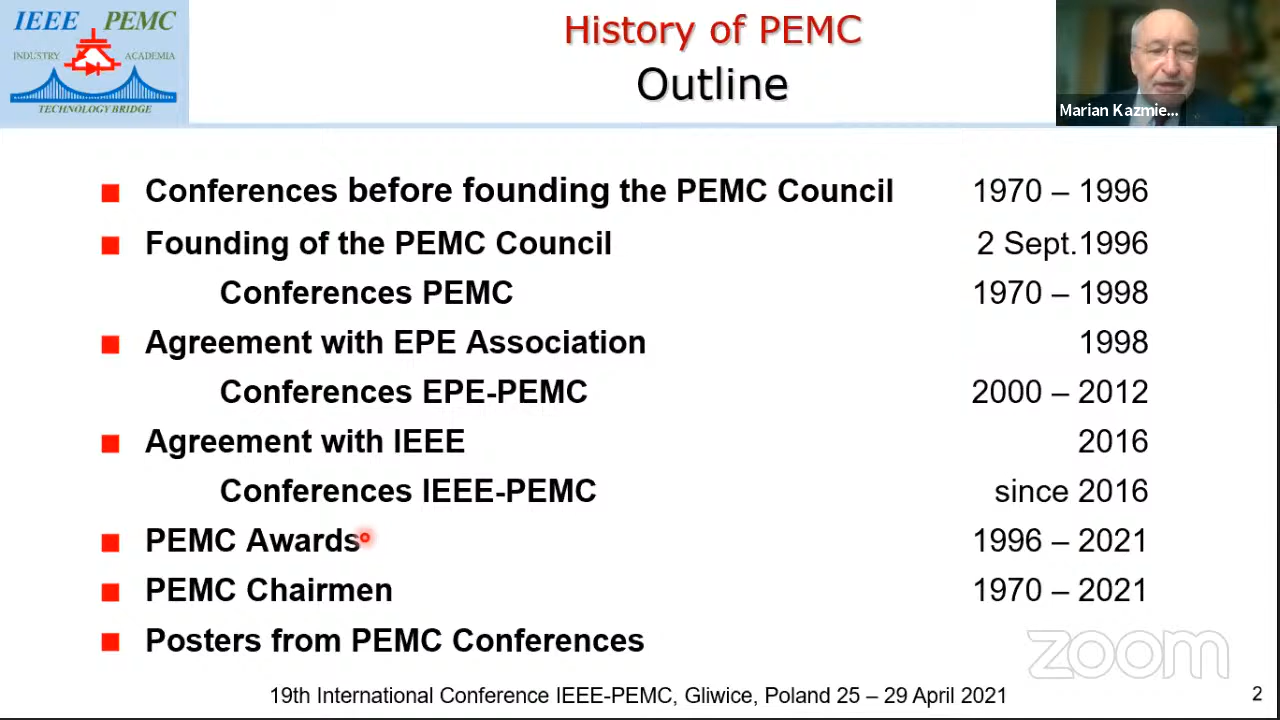 IEEE PEMC
INDUSTRY ACADEMIA
TECHNOLOGY BRIDGE
History of PEMC
Outline
Marian Kazmie...
Conferences before founding the PEMC Council 1970 – 1996
Founding of the PEMC Council 2 Sept.1996
Conferences PEMC 1970 – 1998
Agreement with EPE Association 1998
Conferences EPE-PEMC 2000 – 2012
Agreement with IEEE 2016
Conferences IEEE-PEMC since 2016
PEMC Awards 1996 – 2021
PEMC Chairmen 1970 – 2021
Posters from PEMC Conferences
zoom
19th International Conference IEEE-PEMC, Gliwice, Poland 25 – 29 April 2021 2